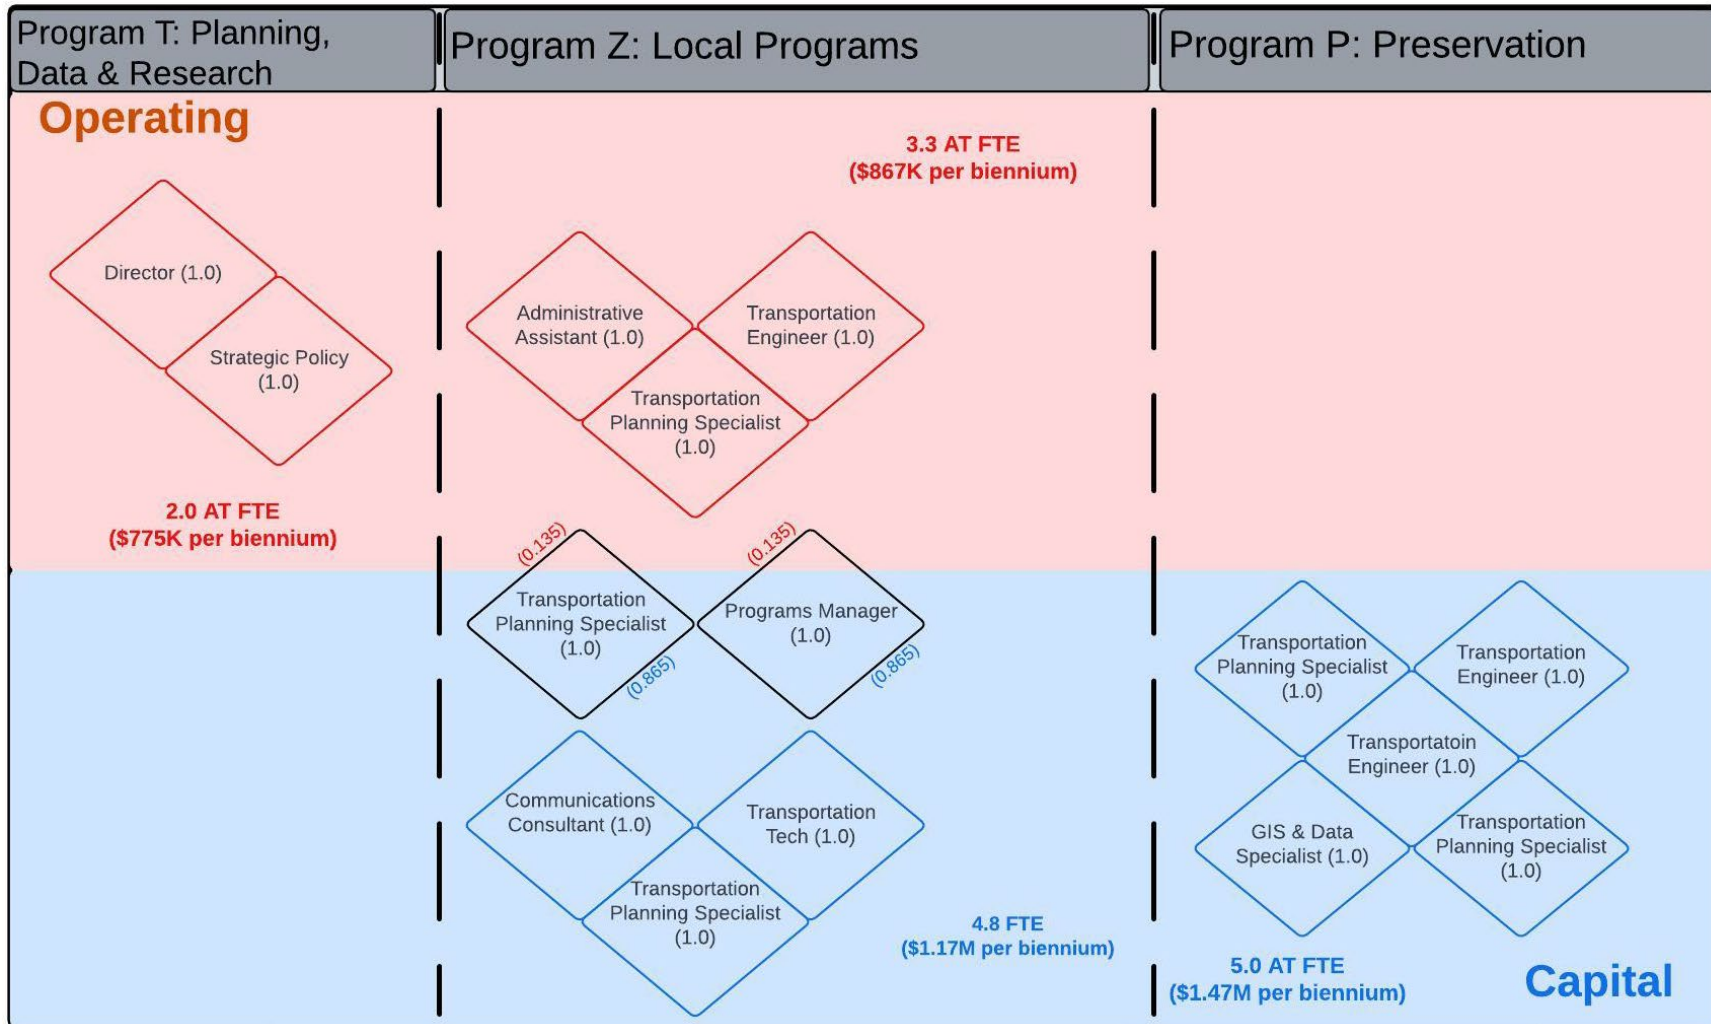 Program T: Planning,
Data & Research
Program Z: Local Programs
Program P: Preservation
Operating
Director (1.0)
Strategic Policy
(1.0)
2.0 AT FTE
($775K per biennium)
3.3 AT FTE
($867K per biennium)
Administrative
Assistant (1.0)
Transportation
Engineer (1.0)
Transportation
Planning Specialist
(1.0)
(0.135)
Transportation
Planning Specialist
(1.0)
(0.865)
(0.135)
Programs Manager
(1.0)
(0.865)
Communications
Consultant (1.0)
Transportation
Tech (1.0)
Transportation
Planning Specialist
(1.0)
4.8 FTE
($1.17M per biennium)
Transportation
Planning Specialist
(1.0)
Transportation
Engineer (1.0)
Transportatoin
Engineer (1.0)
GIS & Data
Specialist (1.0)
Transportation
Planning Specialist
(1.0)
5.0 AT FTE
($1.47M per biennium)
Capital